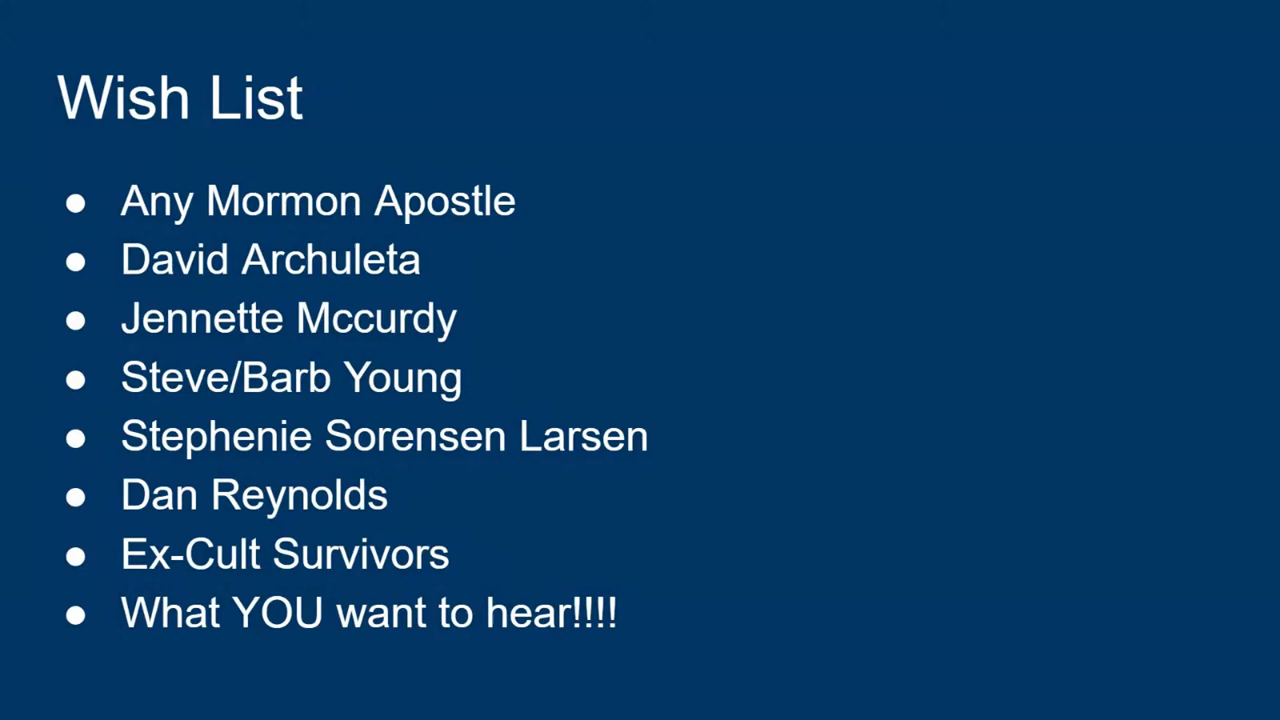 Wish List
● Any Mormon Apostle
● David Archuleta
● Jennette Mccurdy
● Steve/Barb Young
● Stephenie Sorensen Larsen
● Dan Reynolds
● Ex-Cult Survivors
● What YOU want to hear!!!!